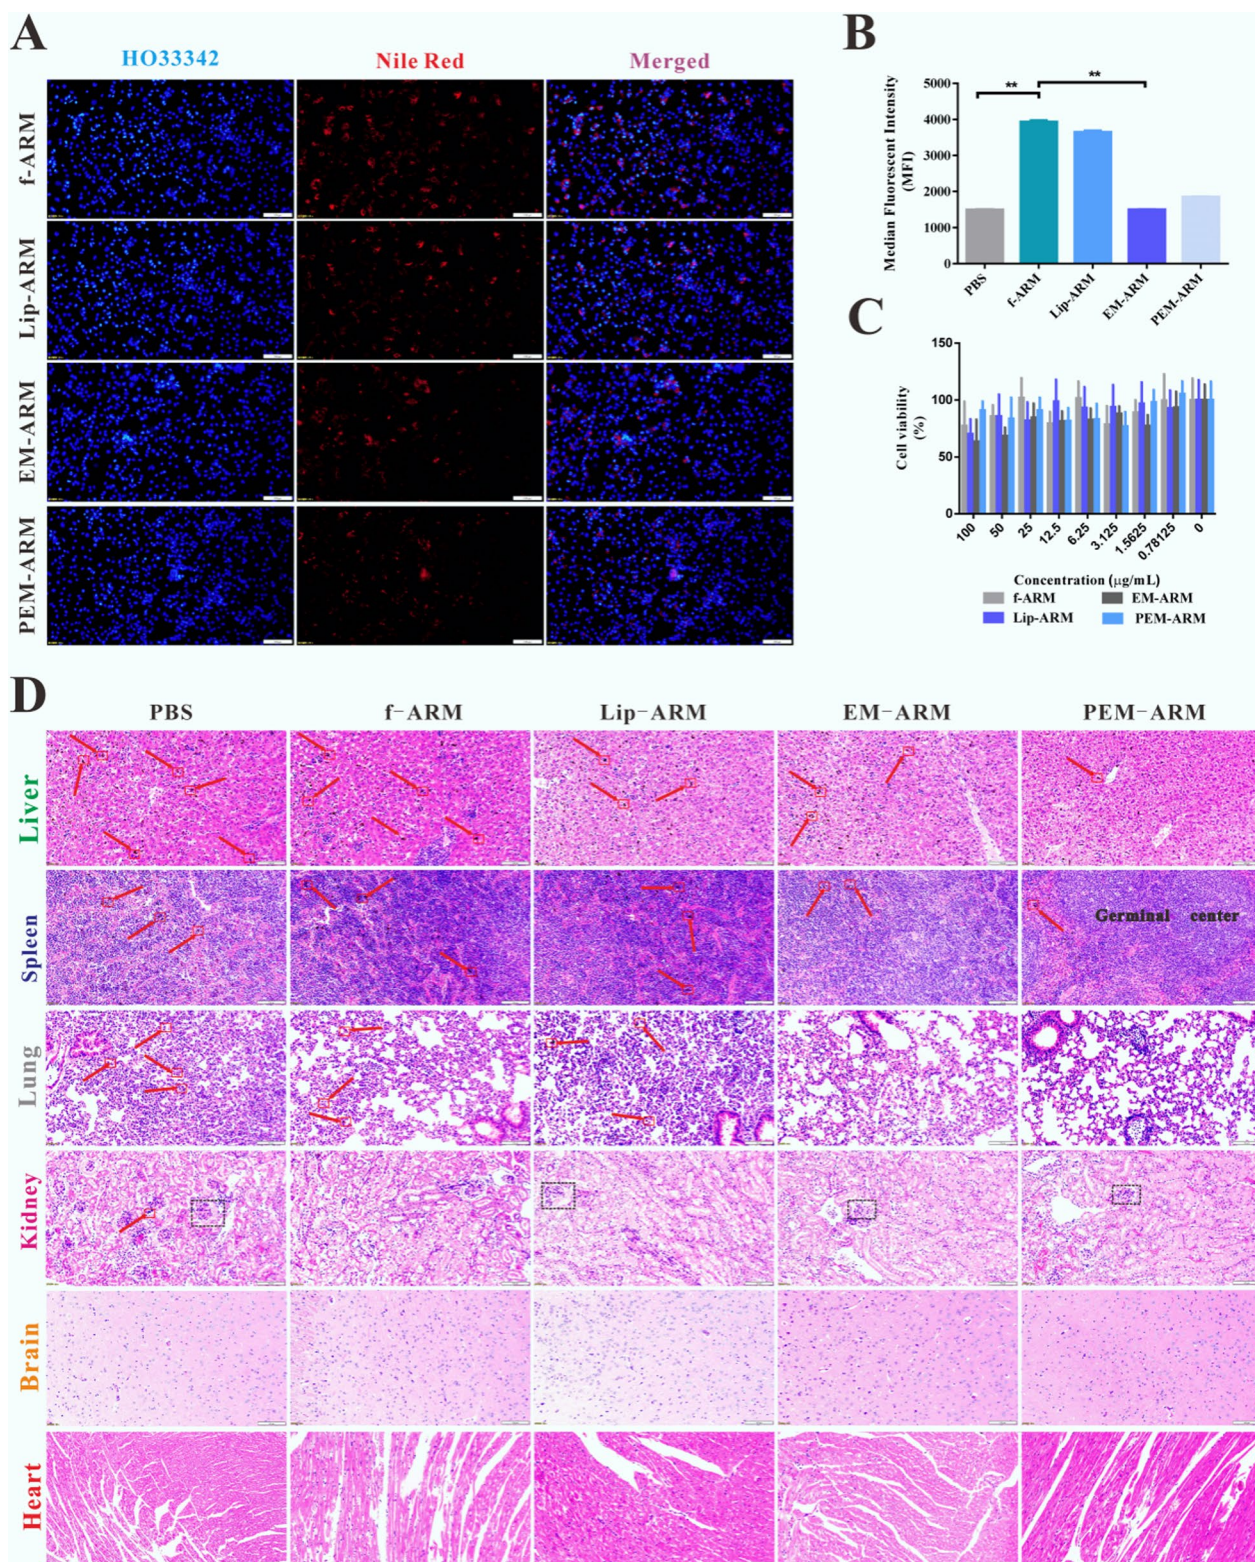 A
HO33342
Nile Red
Merged
f-ARM
Lip-ARM
EM-ARM
PEM-ARM
B
Median Fluorescent Intensity
(MFI)
5000
4000
3000
2000
1000
0
**
**
PBS
f-ARM
Lip-ARM
EM-ARM
PEM-ARM
C
Cell viability
(%)
150
100
50
0
100
50
25
12.5
6.25
3.125
1.5625
0.78125
0
Concentration (μg/mL)
f-ARM
EM-ARM
Lip-ARM
PEM-ARM
D
PBS
f-ARM
Lip-ARM
EM-ARM
PEM-ARM
Liver
Spleen
Germinal center
Lung
Kidney
Brain
Heart